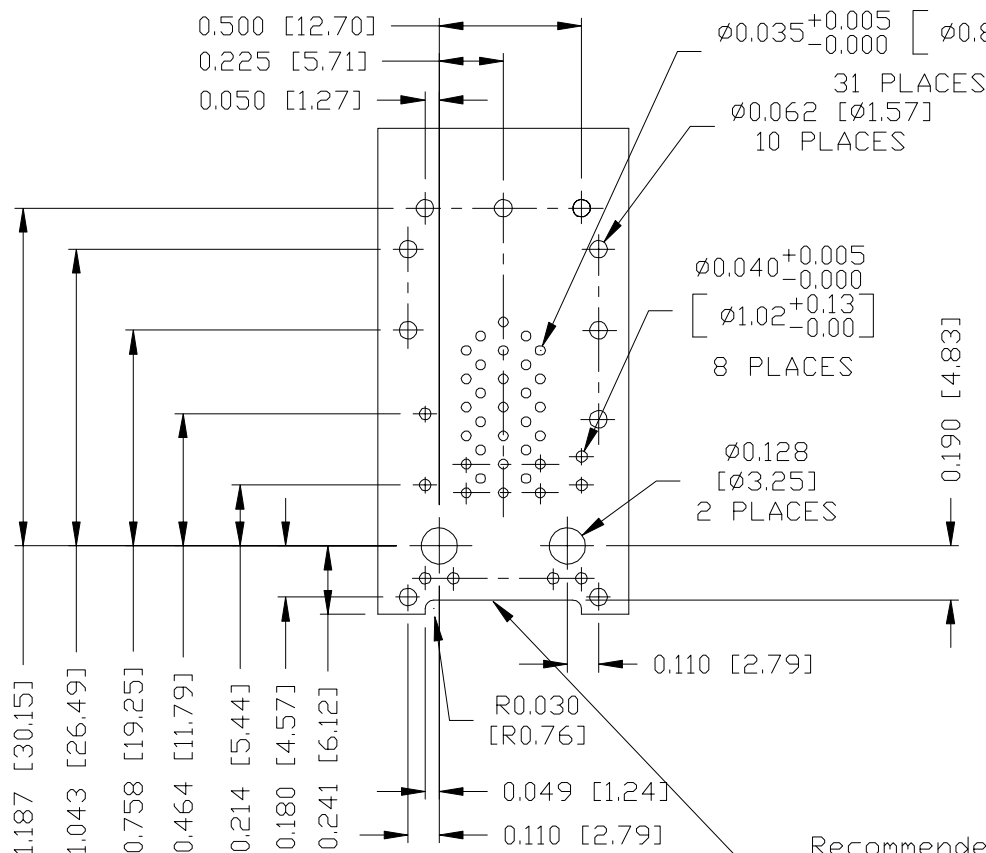 0.500 [12.70]
0.225 [5.71]
0.050 [1.27]
ø0.035 +0.005 -0.000 [ ø0.8
31 PLACES
ø0.062 [ø1.57]
10 PLACES
ø0.040 +0.005 -0.000
[ ø1.02 +0.13 -0.00 ]
8 PLACES
0.190 [4.83]
ø0.128
[ø3.25]
2 PLACES
0.110 [2.79]
R0.030
[R0.76]
0.049 [1.24]
0.110 [2.79]
1.187 [30.15]
1.043 [26.49]
0.758 [19.25]
0.464 [11.79]
0.214 [5.44]
0.180 [4.57]
0.241 [6.12]
Recommende